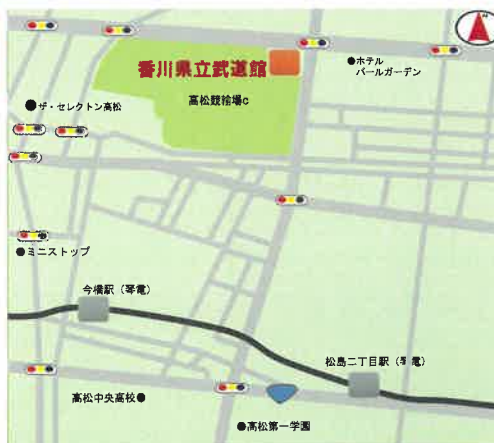 香川県立武道館
●ホテル
パールガーデン
●ザ・セレクトン高松
高松競輪場c
●ミニストップ
今橋駅（琴電）
松島二丁目駅（琴電）
高松中央高校●
●高松第一学園